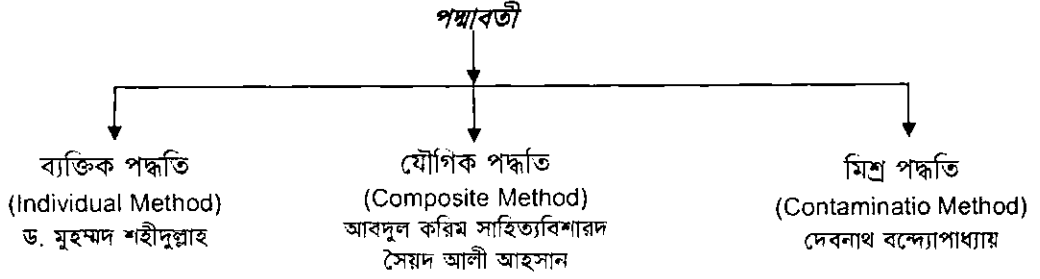 পদ্মাবতী
ব্যক্তিক পদ্ধতি
(Individual Method)
ড. মুহম্মদ শহীদুল্লাহ
যৌগিক পদ্ধতি
(Composite Method)
আবদুল করিম সাহিত্যবিশারদ
সৈয়দ আলী আহসান
মিশ্র পদ্ধতি
(Contaminatio Method)
দেবনাথ বন্দ্যোপাধ্যায়